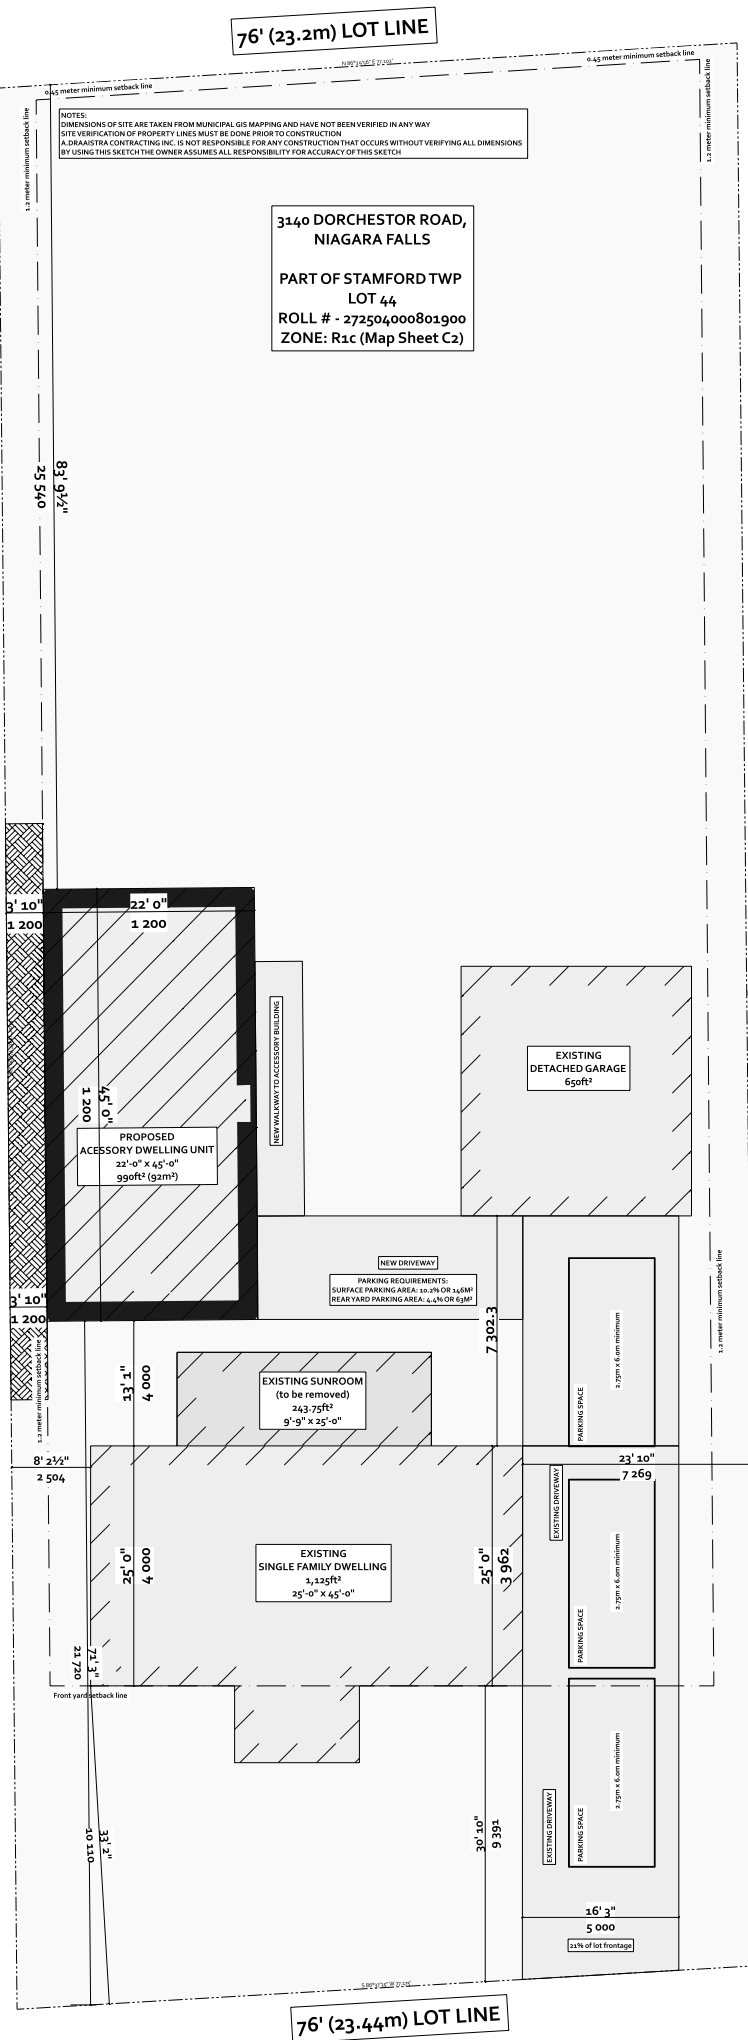 76' (23.2m) LOT LINE
0.45 meter minimum setback line
0.45 meter minimum setback line
1.2 meter minimum setback line
1.2 meter minimum setback line
NOTES:
DIMENSIONS OF SITE ARE TAKEN FROM MUNICIPAL GIS MAPPING AND HAVE NOT BEEN VERIFIED IN ANY WAY
SITE VERIFICATION OF PROPERTY LINES MUST BE DONE PRIOR TO CONSTRUCTION
A.DRAAISTRA CONTRACTING INC. IS NOT RESPONSIBLE FOR ANY CONSTRUCTION THAT OCCURS WITHOUT VERIFYING ALL DIMENSIONS
BY USING THIS SKETCH THE OWNER ASSUMES ALL RESPONSIBILITY FOR ACCURACY OF THIS SKETCH
3140 DORCHESTOR ROAD,
NIAGARA FALLS
PART OF STAMFORD TWP
LOT 44
ROLL # - 272504000801900
ZONE: R1c (Map Sheet C2)
83' 9½"
25 540
3' 10"
1 200
22' 0"
1 200
45' 0"
1 200
PROPOSED
ACESSORY DWELLING UNIT
22'-0" x 45'-0"
990ft² (92m²)
NEW WALKWAY TO ACCESSORY BUILDING
EXISTING
DETACHED GARAGE
650ft²
NEW DRIVEWAY
PARKING REQUIREMENTS:
SURFACE PARKING AREA: 10.2% OR 146M²
REAR YARD PARKING AREA: 4.4% OR 63M²
3' 10"
1 200
1.2 meter minimum setback line
1.2 meter minimum setback line
7 302.3
13' 1"
4 000
EXISTING SUNROOM
(to be removed)
243.75ft²
9'-9" x 25'-0"
2.75m x 6.0m minimum
PARKING SPACE
8' 2½"
2 504
23' 10"
7 269
EXISTING DRIVEWAY
25' 0"
4 000
EXISTING
SINGLE FAMILY DWELLING
1,125ft²
25'-0" x 45'-0"
25' 0"
3 962
2.75m x 6.0m minimum
PARKING SPACE
71' 3"
21 720
Front yard setback line
33' 2"
10 110
30' 10"
9 391
EXISTING DRIVEWAY
2.75m x 6.0m minimum
PARKING SPACE
16' 3"
5 000
21% of lot frontage
76' (23.44m) LOT LINE